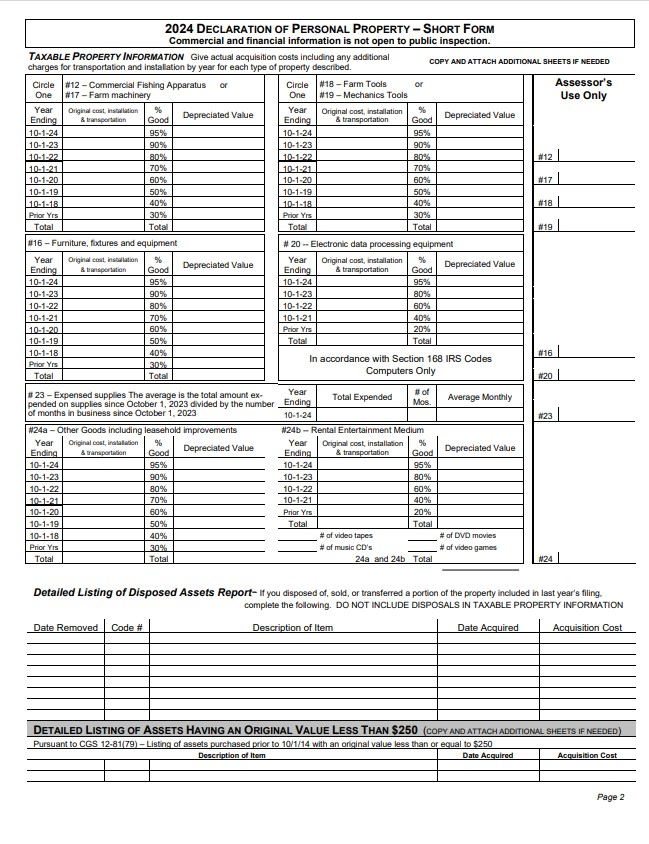 2024 DECLARATION OF PERSONAL PROPERTY – SHORT FORM
Commercial and financial information is not open to public inspection.
TAXABLE PROPERTY INFORMATION Give actual acquisition costs including any additional
charges for transportation and installation by year for each type of property described.
COPY AND ATTACH ADDITIONAL SHEETS IF NEEDED
Circle One
#12 – Commercial Fishing Apparatus or
#17 – Farm machinery
Year Ending Original cost, installation & transportation % Good Depreciated Value
10-1-24 95%
10-1-23 90%
10-1-22 80%
10-1-21 70%
10-1-20 60%
10-1-19 50%
10-1-18 40%
Prior Yrs 30%
Total Total
Circle One
#18 – Farm Tools or
#19 – Mechanics Tools
Year Ending Original cost, installation & transportation % Good Depreciated Value
10-1-24 95%
10-1-23 90%
10-1-22 80%
10-1-21 70%
10-1-20 60%
10-1-19 50%
10-1-18 40%
Prior Yrs 30%
Total Total
Assessor's
Use Only
#12
#17
#18
#19
#16 – Furniture, fixtures and equipment
Year Ending Original cost, installation & transportation % Good Depreciated Value
10-1-24 95%
10-1-23 90%
10-1-22 80%
10-1-21 70%
10-1-20 60%
10-1-19 50%
10-1-18 40%
Prior Yrs 30%
Total Total
# 20 -- Electronic data processing equipment
Year Ending Original cost, installation & transportation % Good Depreciated Value
10-1-24 95%
10-1-23 80%
10-1-22 60%
10-1-21 40%
Prior Yrs 20%
Total Total
In accordance with Section 168 IRS Codes
Computers Only
#16
#20
# 23 – Expensed supplies The average is the total amount ex-
pended on supplies since October 1, 2023 divided by the number
of months in business since October 1, 2023
Year Ending Total Expended # of Mos. Average Monthly
10-1-24
#23
#24a – Other Goods including leasehold improvements
Year Ending Original cost, installation & transportation % Good Depreciated Value
10-1-24 95%
10-1-23 90%
10-1-22 80%
10-1-21 70%
10-1-20 60%
10-1-19 50%
10-1-18 40%
Prior Yrs 30%
Total Total
#24b – Rental Entertainment Medium
Year Ending Original cost, installation & transportation % Good Depreciated Value
10-1-24 95%
10-1-23 80%
10-1-22 60%
10-1-21 40%
Prior Yrs 20%
Total Total
# of video tapes # of DVD movies
# of music CD's # of video games
24a and 24b Total
#24
Detailed Listing of Disposed Assets Report– If you disposed of, sold, or transferred a portion of the property included in last year's filing,
complete the following. DO NOT INCLUDE DISPOSALS IN TAXABLE PROPERTY INFORMATION
Date Removed Code # Description of Item Date Acquired Acquisition Cost
DETAILED LISTING OF ASSETS HAVING AN ORIGINAL VALUE LESS THAN $250 (COPY AND ATTACH ADDITIONAL SHEETS IF NEEDED)
Pursuant to CGS 12-81(79) – Listing of assets purchased prior to 10/1/14 with an original value less than or equal to $250
Description of Item Date Acquired Acquisition Cost
Page 2